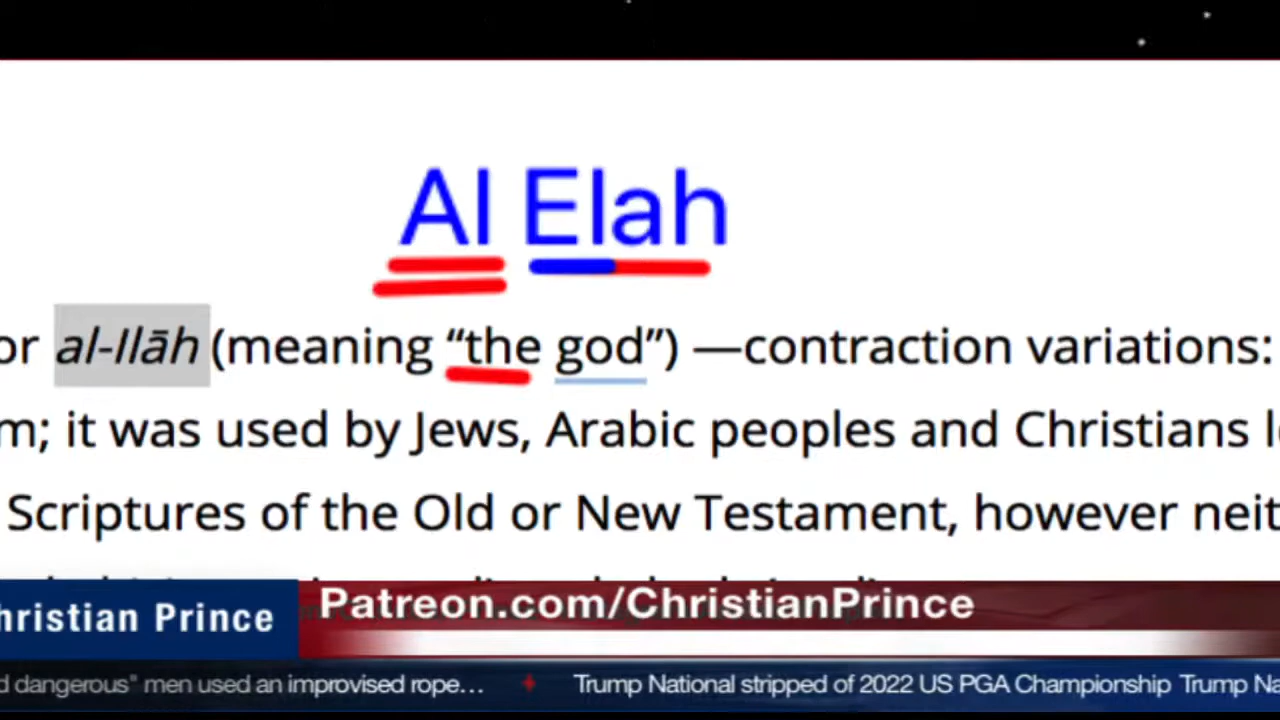 Al Elah
or al-Ilāh (meaning “the god”) —contraction variations:
m; it was used by Jews, Arabic peoples and Christians
Scriptures of the Old or New Testament, however
Patreon.com/ChristianPrince
hristian Prince
d dangerous" men used an improvised rope… Trump National stripped of 2022 US PGA Championship Trump